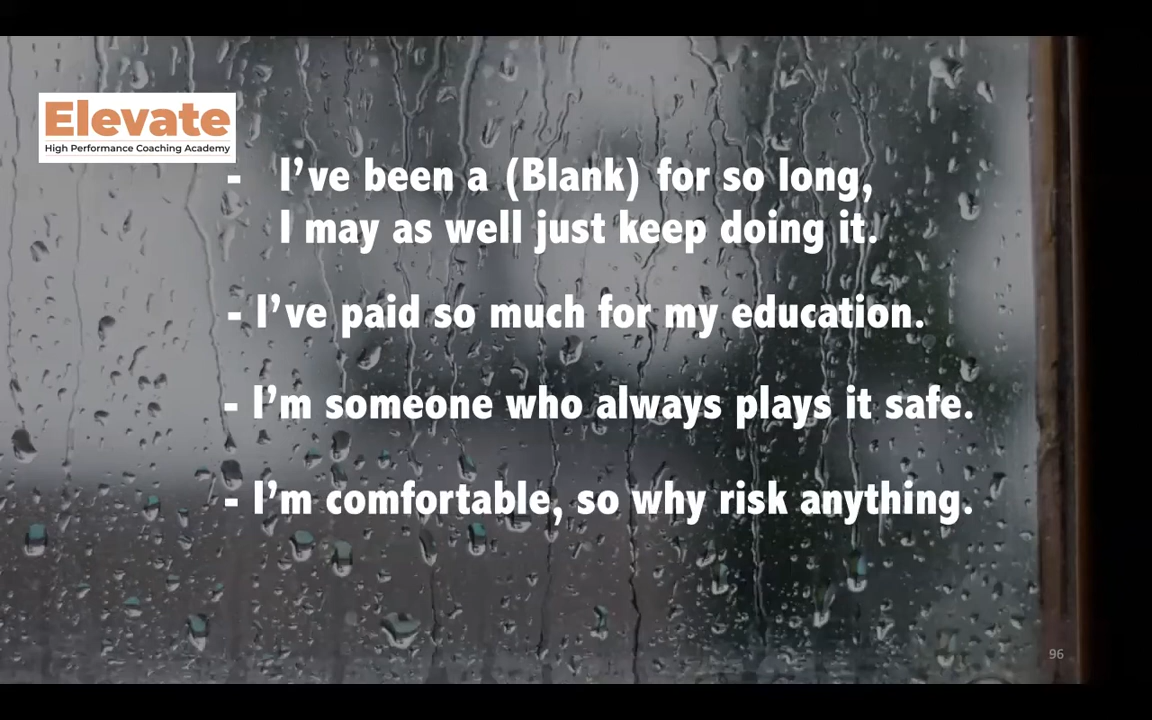 Elevate
High Performance Coaching Academy
- I’ve been a (Blank) for so long,
I may as well just keep doing it.
- I’ve paid so much for my education.
- I’m someone who always plays it safe.
- I’m comfortable, so why risk anything.
96